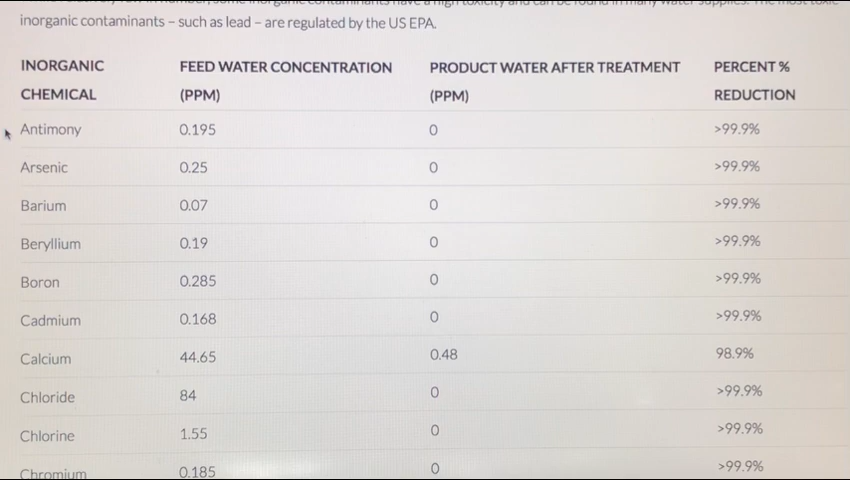 inorganic contaminants – such as lead – are regulated by the US EPA.
INORGANIC CHEMICAL FEED WATER CONCENTRATION (PPM) PRODUCT WATER AFTER TREATMENT (PPM) PERCENT % REDUCTION
Antimony 0.195 0 >99.9%
Arsenic 0.25 0 >99.9%
Barium 0.07 0 >99.9%
Beryllium 0.19 0 >99.9%
Boron 0.285 0 >99.9%
Cadmium 0.168 0 >99.9%
Calcium 44.65 0.48 98.9%
Chloride 84 0 >99.9%
Chlorine 1.55 0 >99.9%
Chromium 0.185 0 >99.9%